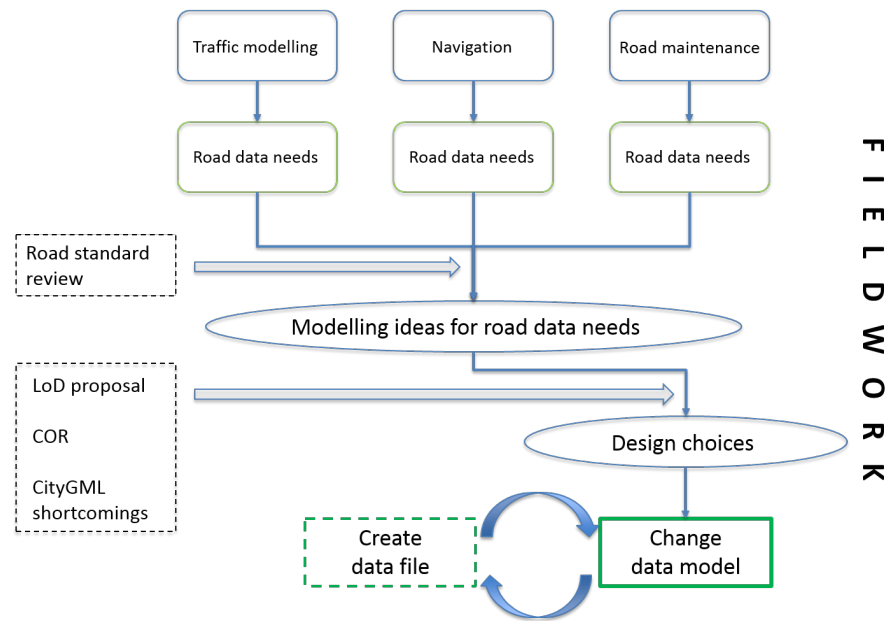 Traffic modelling
Navigation
Road maintenance
Road data needs
Road data needs
Road data needs
Road standard
review
Modelling ideas for road data needs
LoD proposal
COR
CityGML
shortcomings
Design choices
Create
data file
Change
data model
FIELDWORK